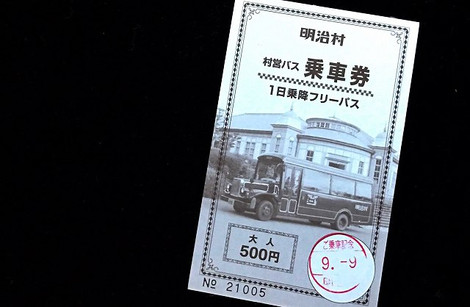 明治村
村営バス 乗車券
1日乗降フリーパス
大人
500円
ご乗車記念
9.-9
№ 21005